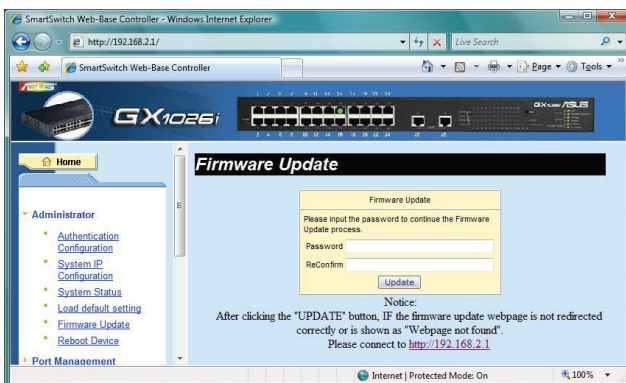 SmartSwitch Web-Base Controller - Windows Internet Explorer
http://192.168.2.1/
Live Search
SmartSwitch Web-Base Controller
Page
Tools
ASUS
GX1026i
GX1026i ASUS
Home
Firmware Update
Administrator
Authentication
Configuration
System IP
Configuration
System Status
Load default setting
Firmware Update
Reboot Device
Port Management
Firmware Update
Please input the password to continue the Firmware
Update process.
Password
ReConfirm
Update
Notice:
After clicking the "UPDATE" button, IF the firmware update webpage is not redirected
correctly or is shown as "Webpage not found".
Please connect to http://192.168.2.1
Internet | Protected Mode: On
100%